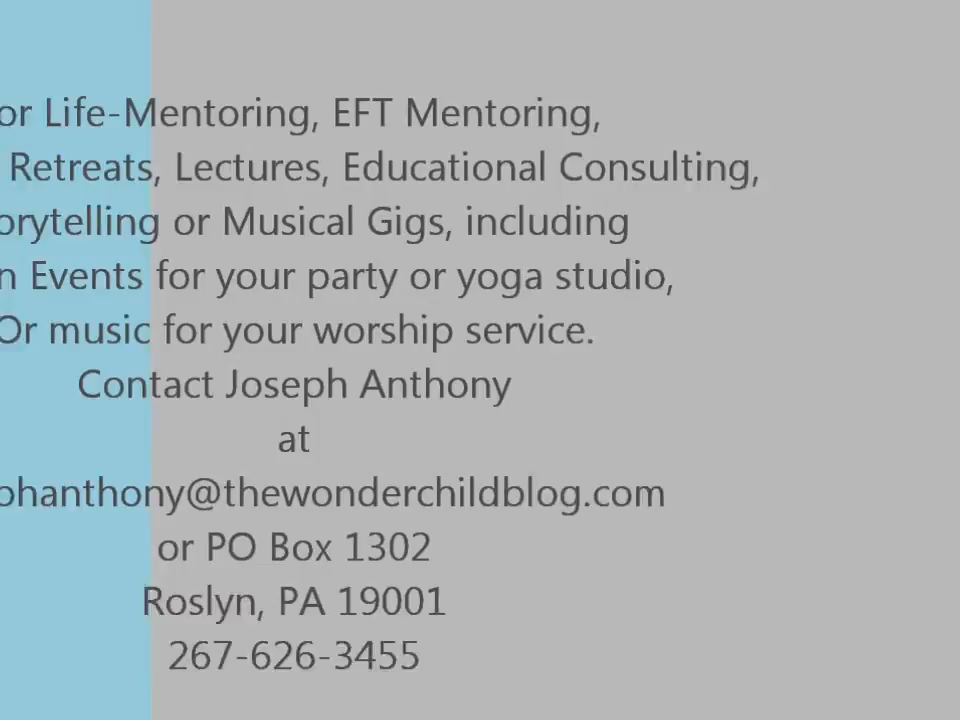 or Life-Mentoring, EFT Mentoring,
Retreats, Lectures, Educational Consulting,
orytelling or Musical Gigs, including
n Events for your party or yoga studio,
Or music for your worship service.
Contact Joseph Anthony
at
phanthony@thewonderchildblog.com
or PO Box 1302
Roslyn, PA 19001
267-626-3455